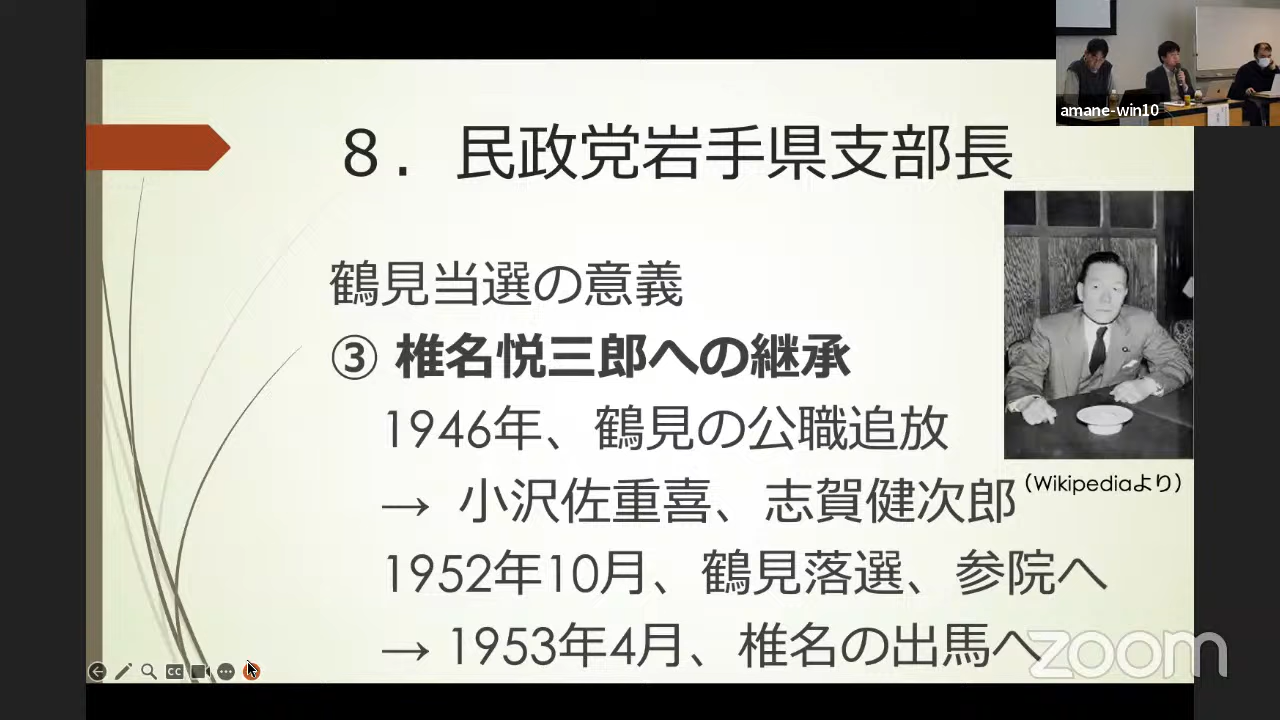 amane-win10
８．民政党岩手県支部長
鶴見当選の意義
③ 椎名悦三郎への継承
1946年、鶴見の公職追放
→ 小沢佐重喜、志賀健次郎
（Wikipediaより）
1952年10月、鶴見落選、参院へ
→ 1953年4月、椎名の出馬へ
zoom
CC